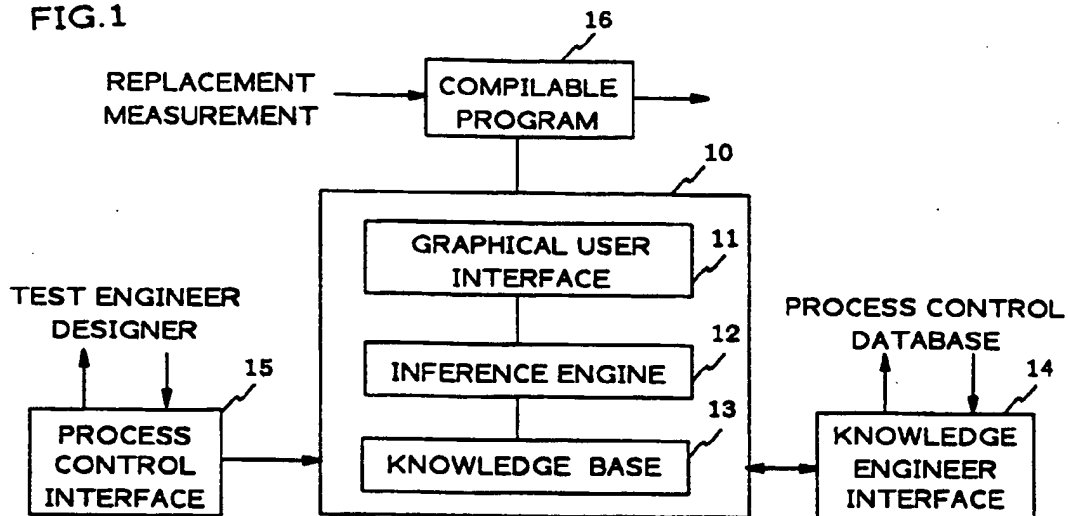 FIG.1
16
REPLACEMENT
MEASUREMENT
COMPILABLE
PROGRAM
10
GRAPHICAL USER
INTERFACE
11
TEST ENGINEER
DESIGNER
PROCESS CONTROL
DATABASE
12
INFERENCE ENGINE
15
14
13
PROCESS
CONTROL
INTERFACE
KNOWLEDGE BASE
KNOWLEDGE
ENGINEER
INTERFACE